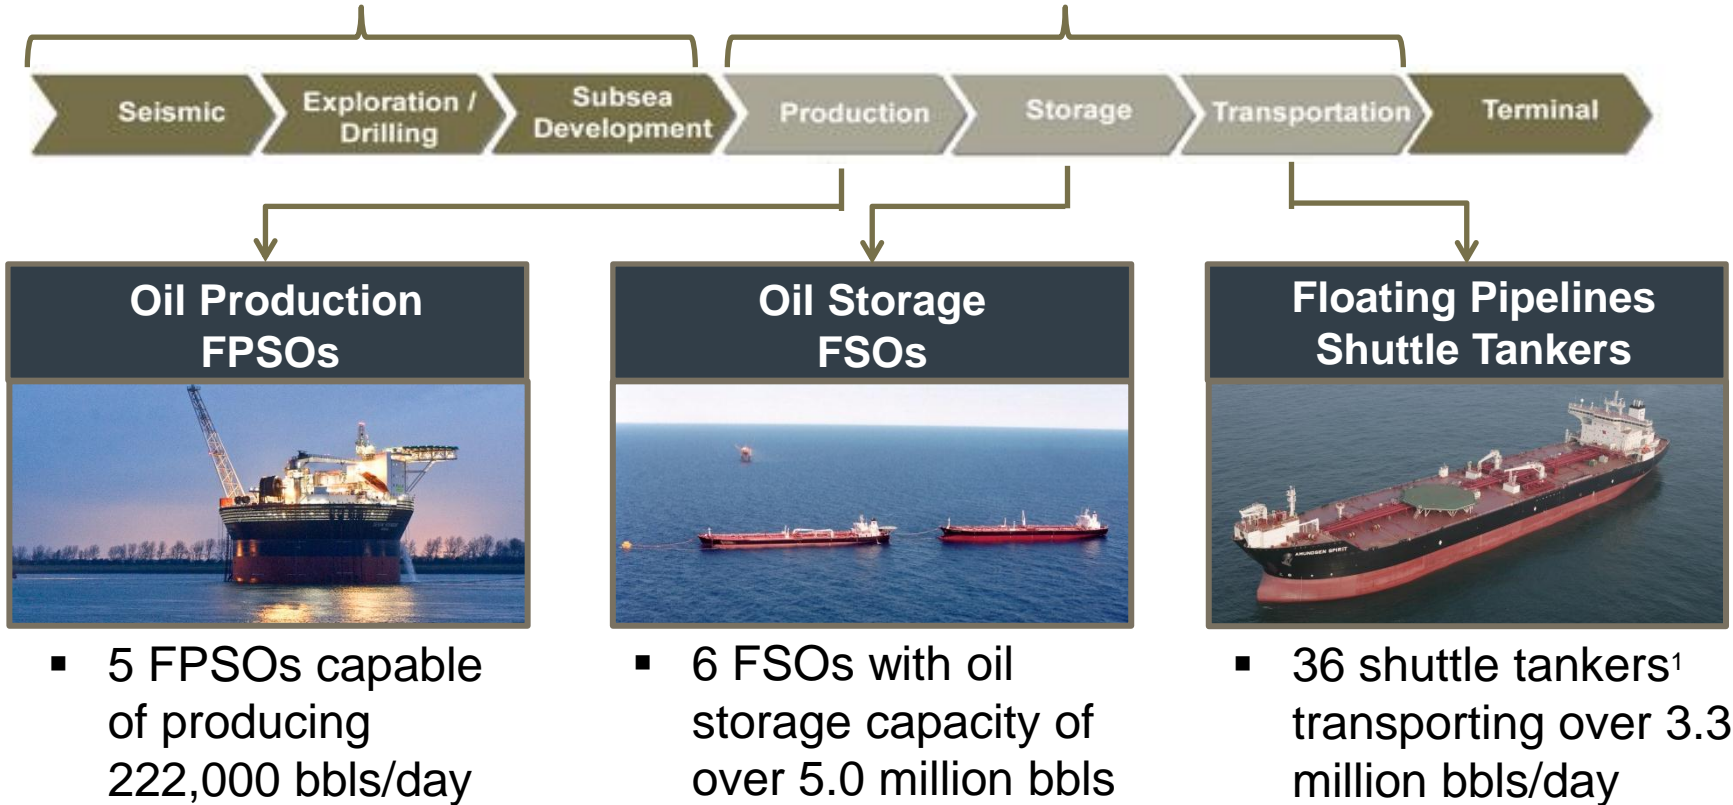 Seismic
Exploration /
Drilling
Subsea
Development
Production
Storage
Transportation
Terminal
Oil Production
FPSOs
Oil Storage
FSOs
Floating Pipelines
Shuttle Tankers
AMUNDSEN SPIRIT
▪ 5 FPSOs capable
of producing
222,000 bbls/day
▪ 6 FSOs with oil
storage capacity of
over 5.0 million bbls
▪ 36 shuttle tankers¹
transporting over 3.3
million bbls/day